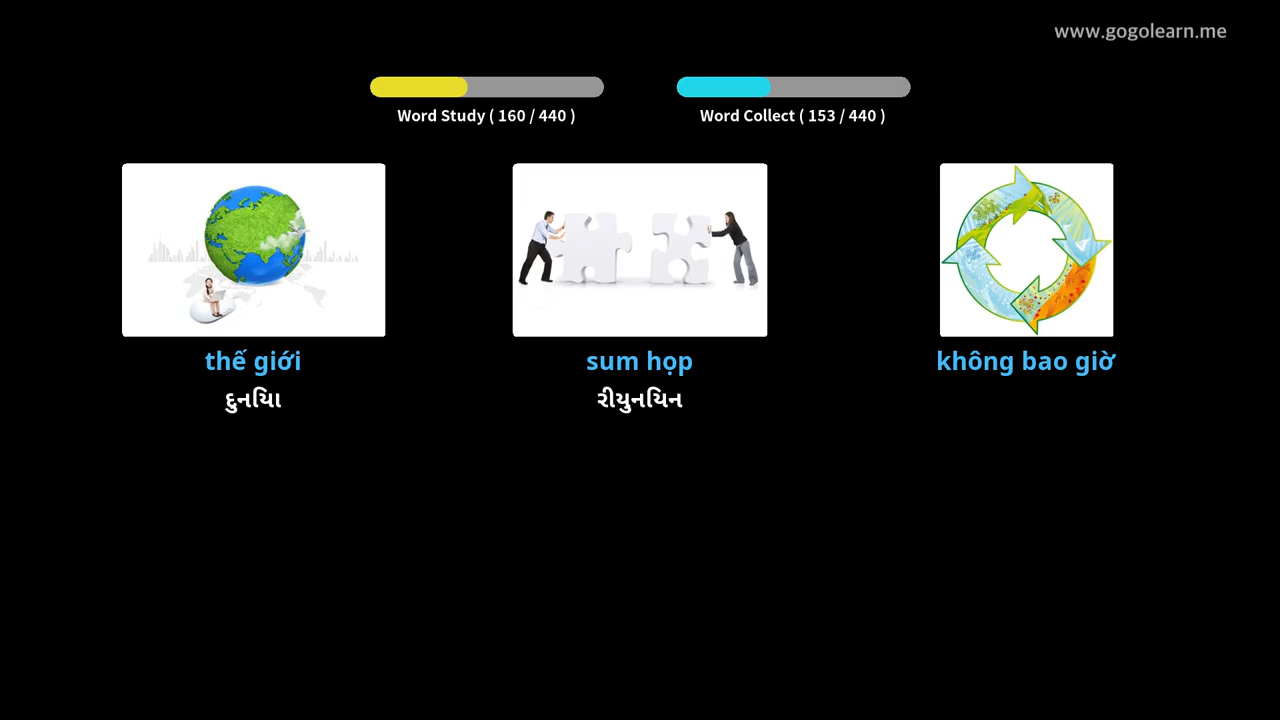 www.gogolearn.me
Word Study ( 160 / 440 )
Word Collect ( 153 / 440 )
thế giới
sum họp
không bao giờ
દુનિયા
રીયુનિયન